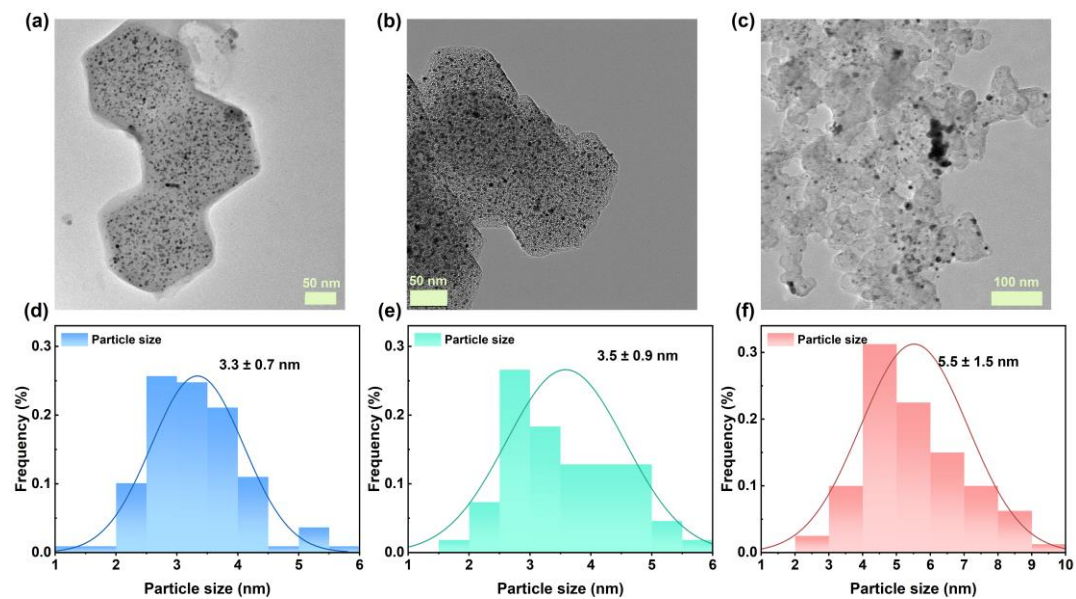 (a)
50 nm
(b)
50 nm
(c)
100 nm
(d)
Particle size
3.3 ± 0.7 nm
Frequency (%)
0.3
0.2
0.1
0.0
1 2 3 4 5 6
Particle size (nm)
(e)
Particle size
3.5 ± 0.9 nm
Frequency (%)
0.3
0.2
0.1
0.0
1 2 3 4 5 6
Particle size (nm)
(f)
Particle size
5.5 ± 1.5 nm
Frequency (%)
0.3
0.2
0.1
0.0
1 2 3 4 5 6 7 8 9 10
Particle size (nm)